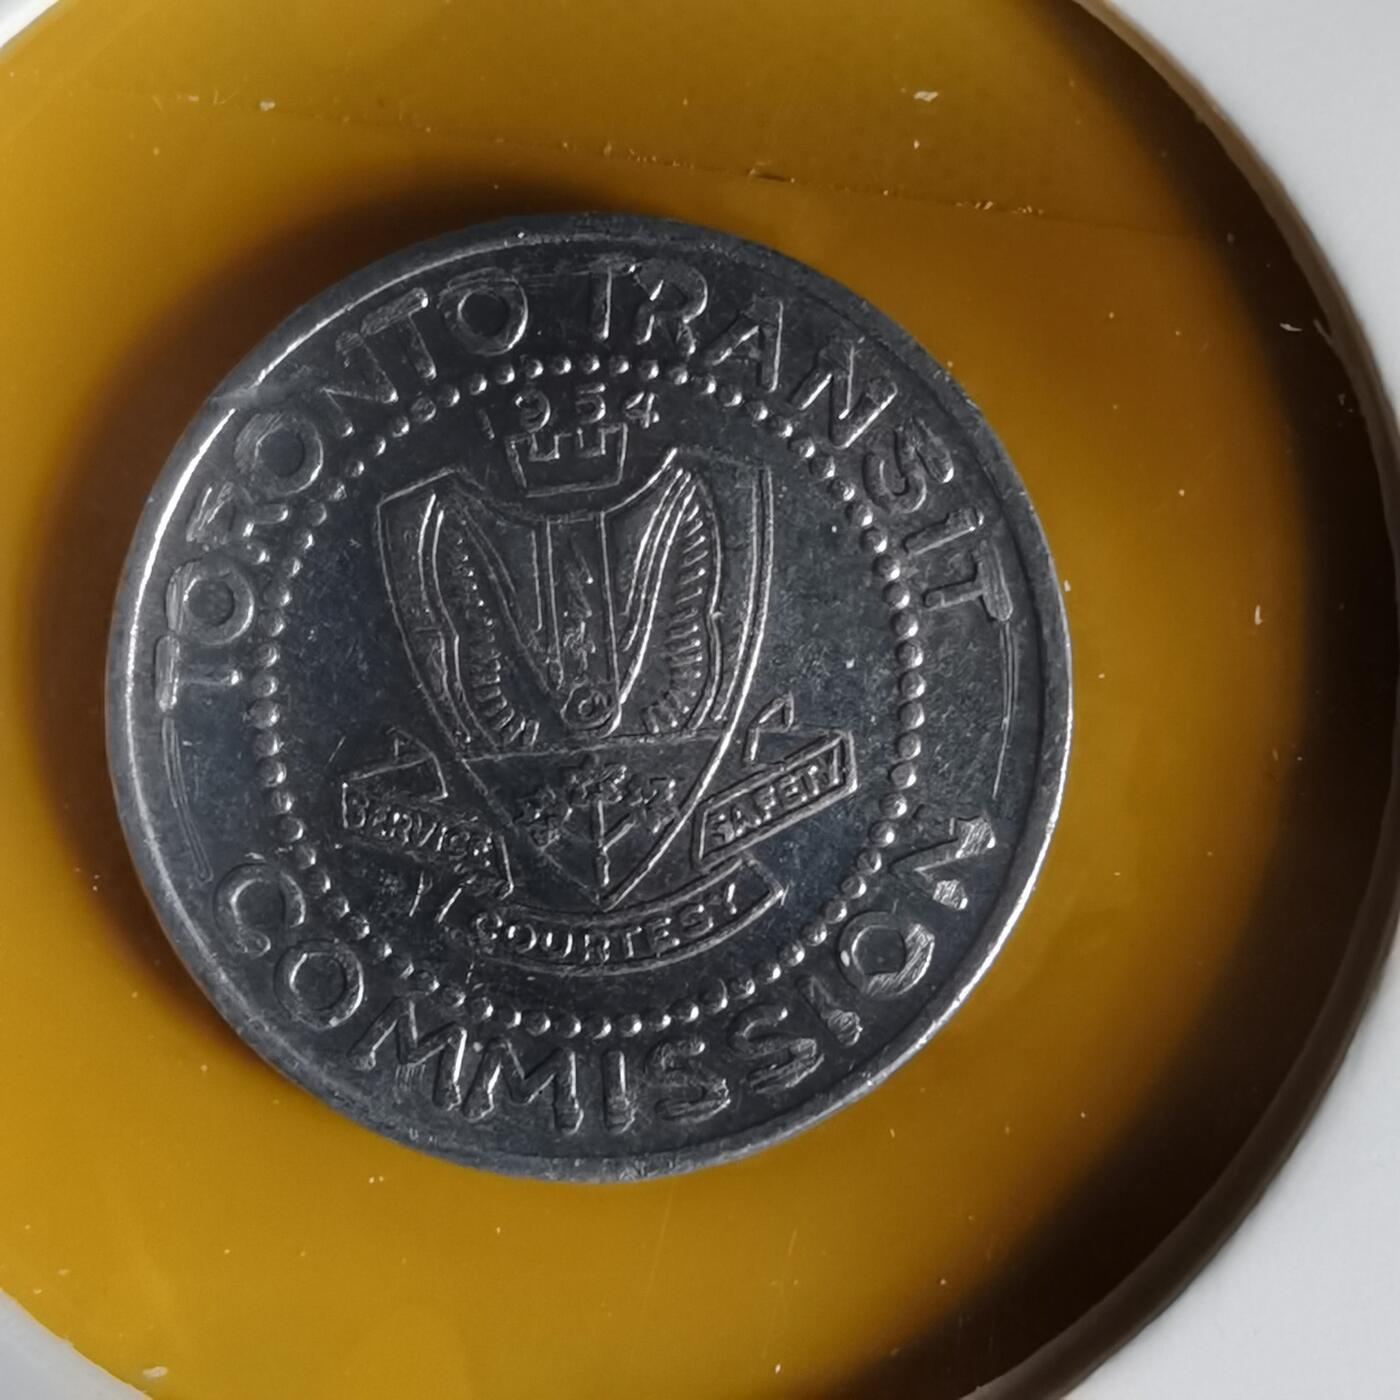 TORONTO TRANSIT
1954
SERVICE
COURTESY
SAFETY
COMMISSION